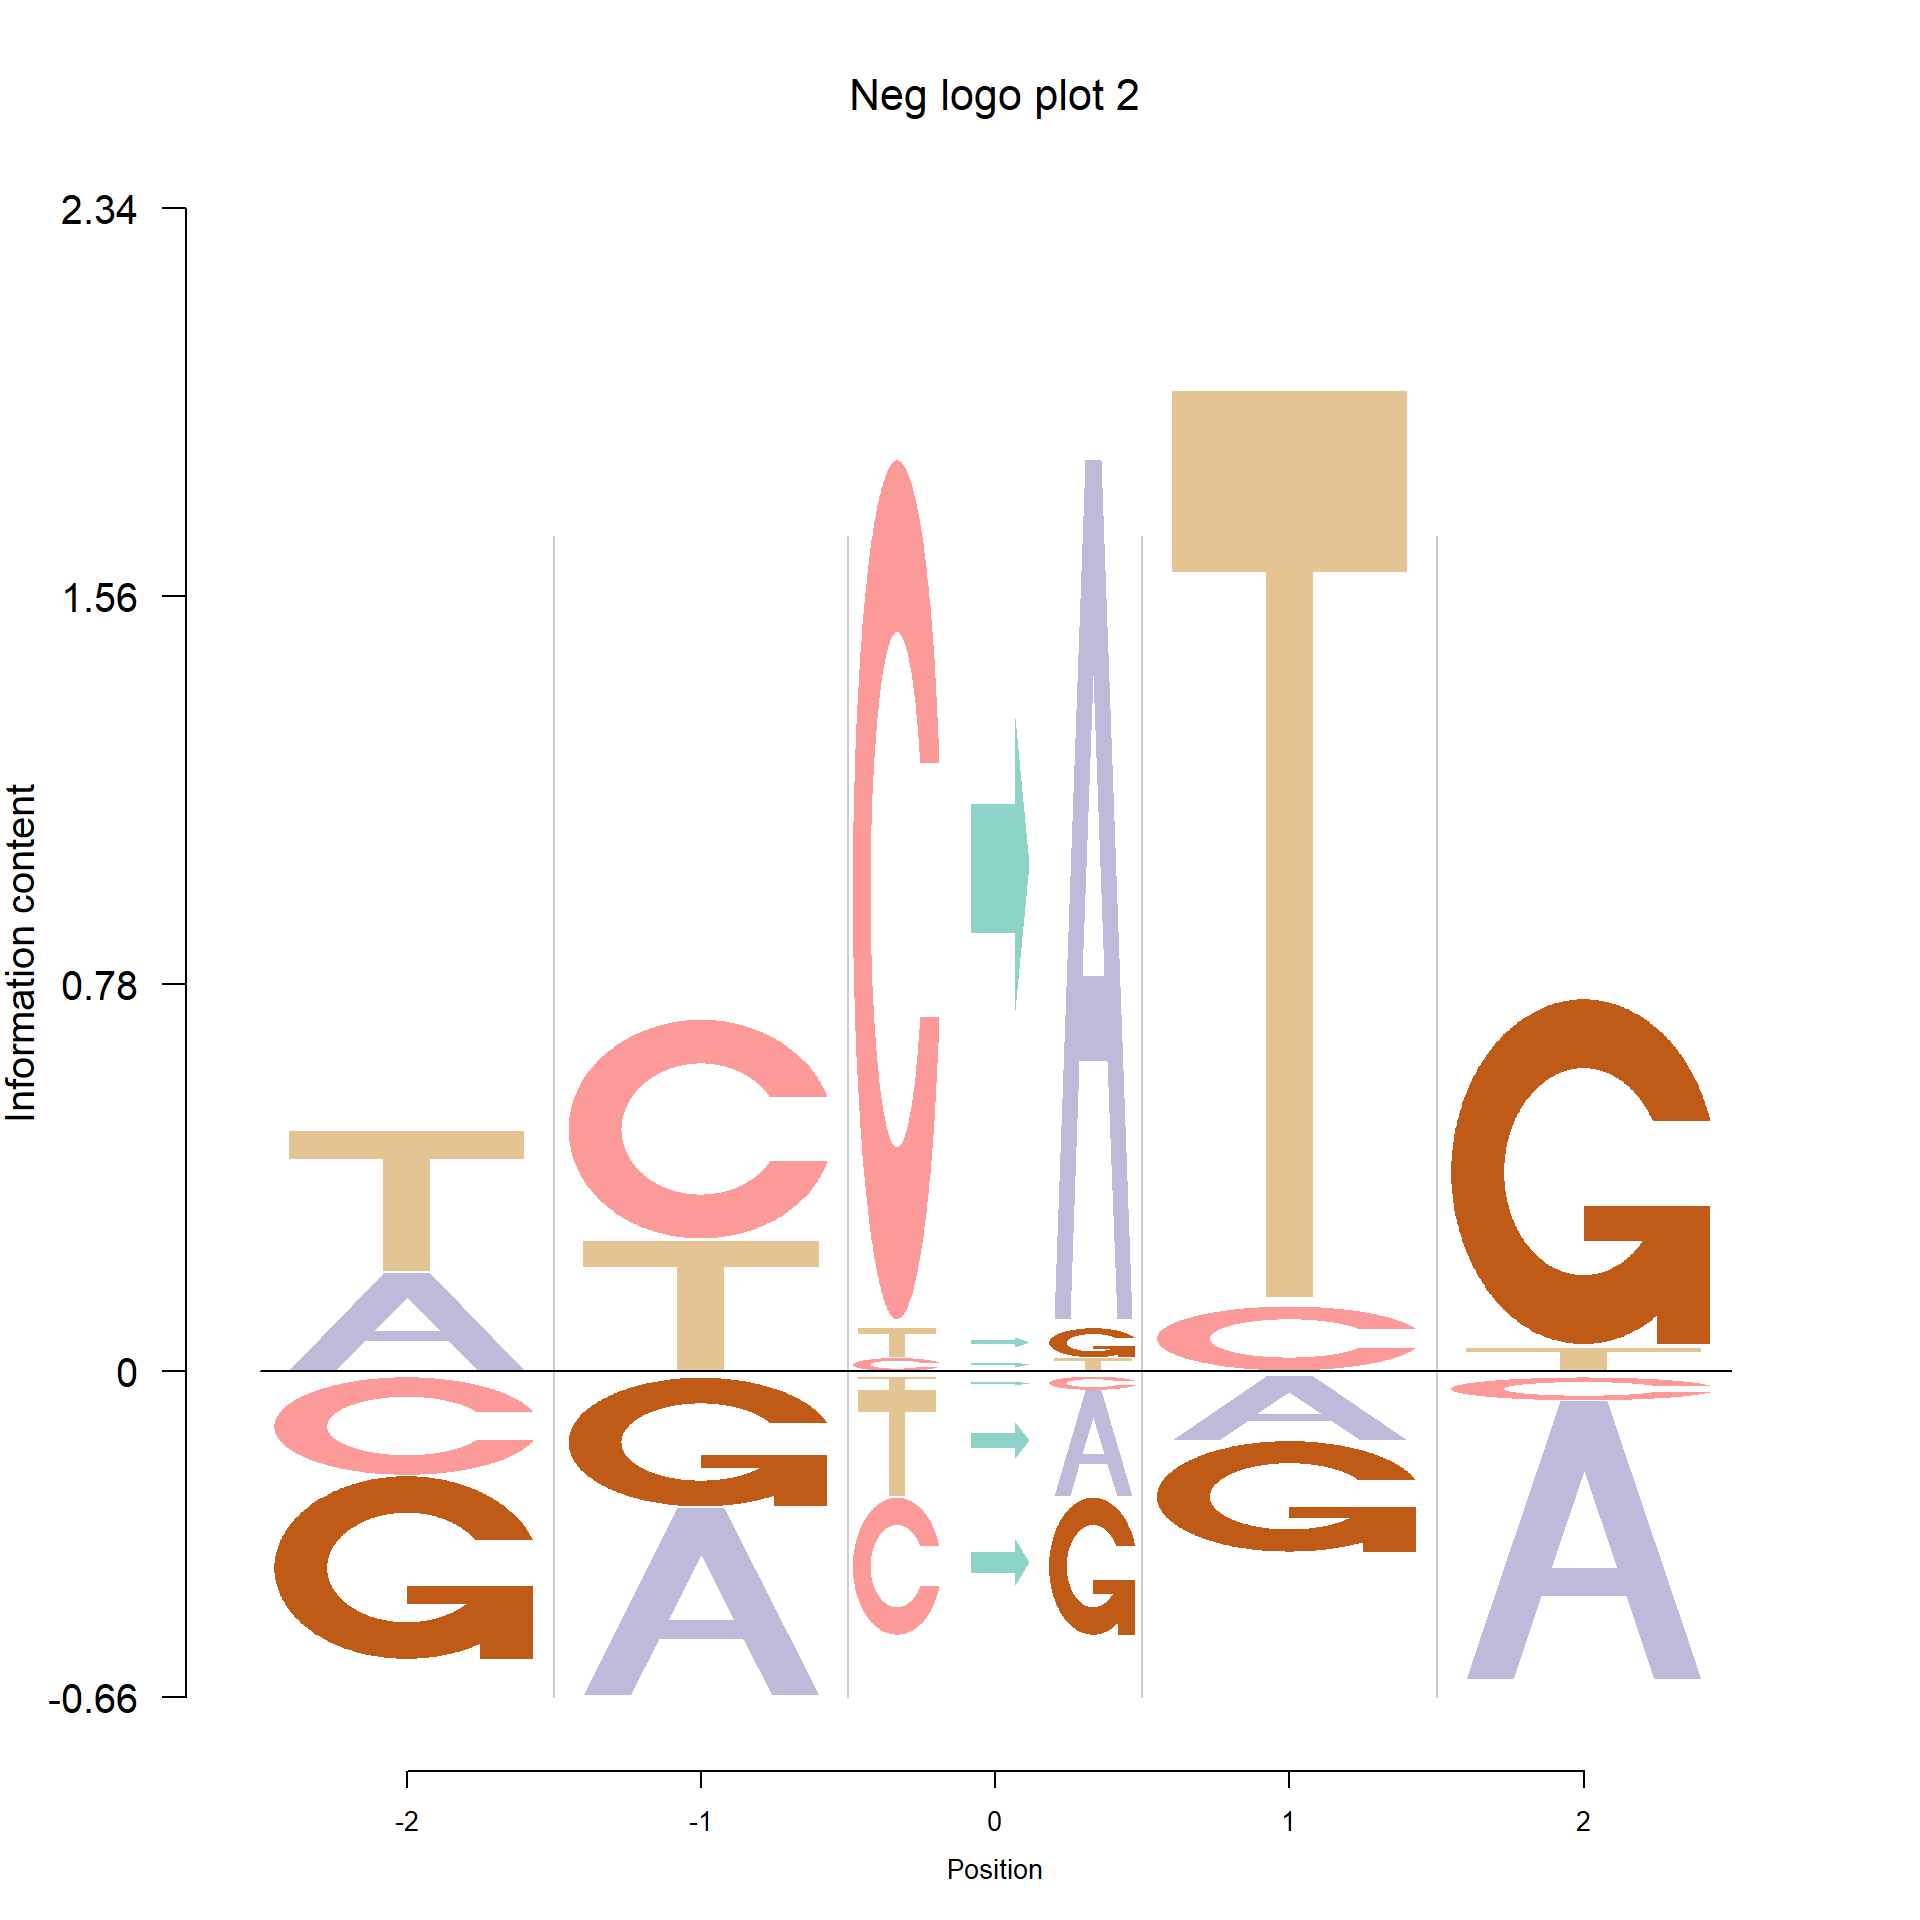 Neg logo plot 2
2.34
1.56
0.78
0
-0.66
Information content
T C C A T G
A T T G C T
C T
C G T C A C
G A T A G A
C G
-2 -1 0 1 2
Position